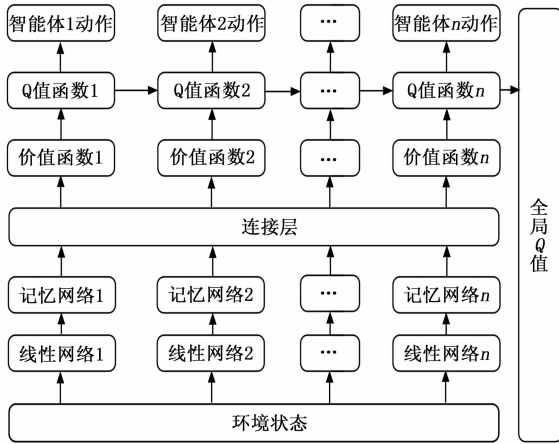 智能体1动作 智能体2动作 ... 智能体n动作
Q值函数1 Q值函数2 ... Q值函数n
价值函数1 价值函数2 ... 价值函数n
连接层
记忆网络1 记忆网络2 ... 记忆网络n
线性网络1 线性网络2 ... 线性网络n
环境状态
全局Q值